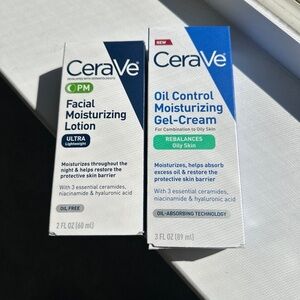 CeraVe
DEVELOPED WITH DERMATOLOGISTS
PM
Facial
Moisturizing
Lotion
ULTRA
Lightweight
Moisturizes throughout the
night & helps restore the
protective skin barrier
With 3 essential ceramides,
niacinamide & hyaluronic acid
OIL FREE
2 FL OZ (60 ml)
NEW
CeraVe
Oil Control
Moisturizing
Gel-Cream
For Combination to Oily Skin
REBALANCES
Oily Skin
Moisturizes, helps absorb
excess oil & restore the
protective skin barrier
With 3 essential ceramides,
niacinamide & hyaluronic acid
OIL-ABSORBING TECHNOLOGY
3 FL OZ (89 ml)